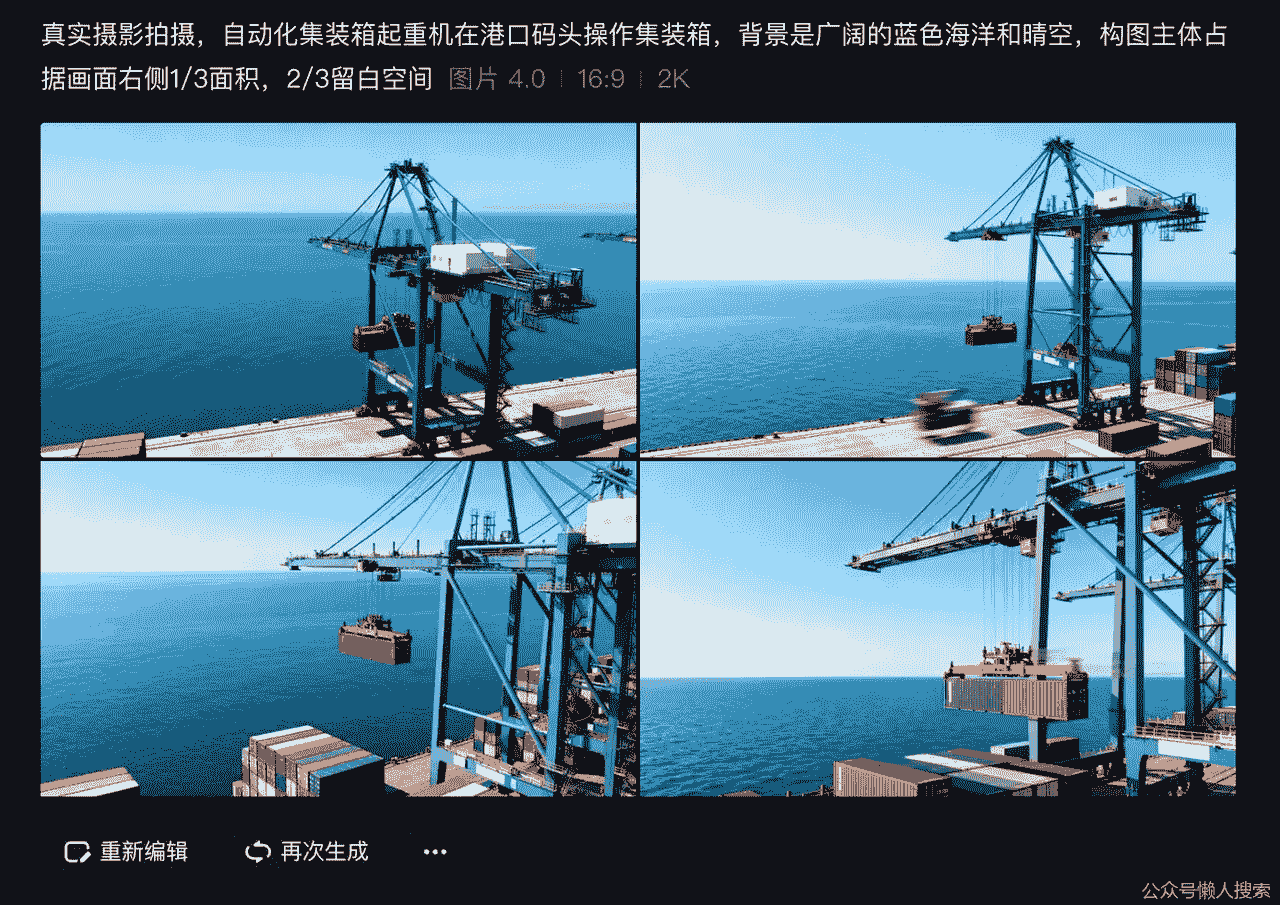 真实摄影拍摄，自动化集装箱起重机在港口码头操作集装箱，背景是广阔的蓝色海洋和晴空，构图主体占
据画面右侧1/3面积，2/3留白空间 图片 4.0 | 16:9 | 2K
重新编辑 再次生成 ···
公众号懒人搜索